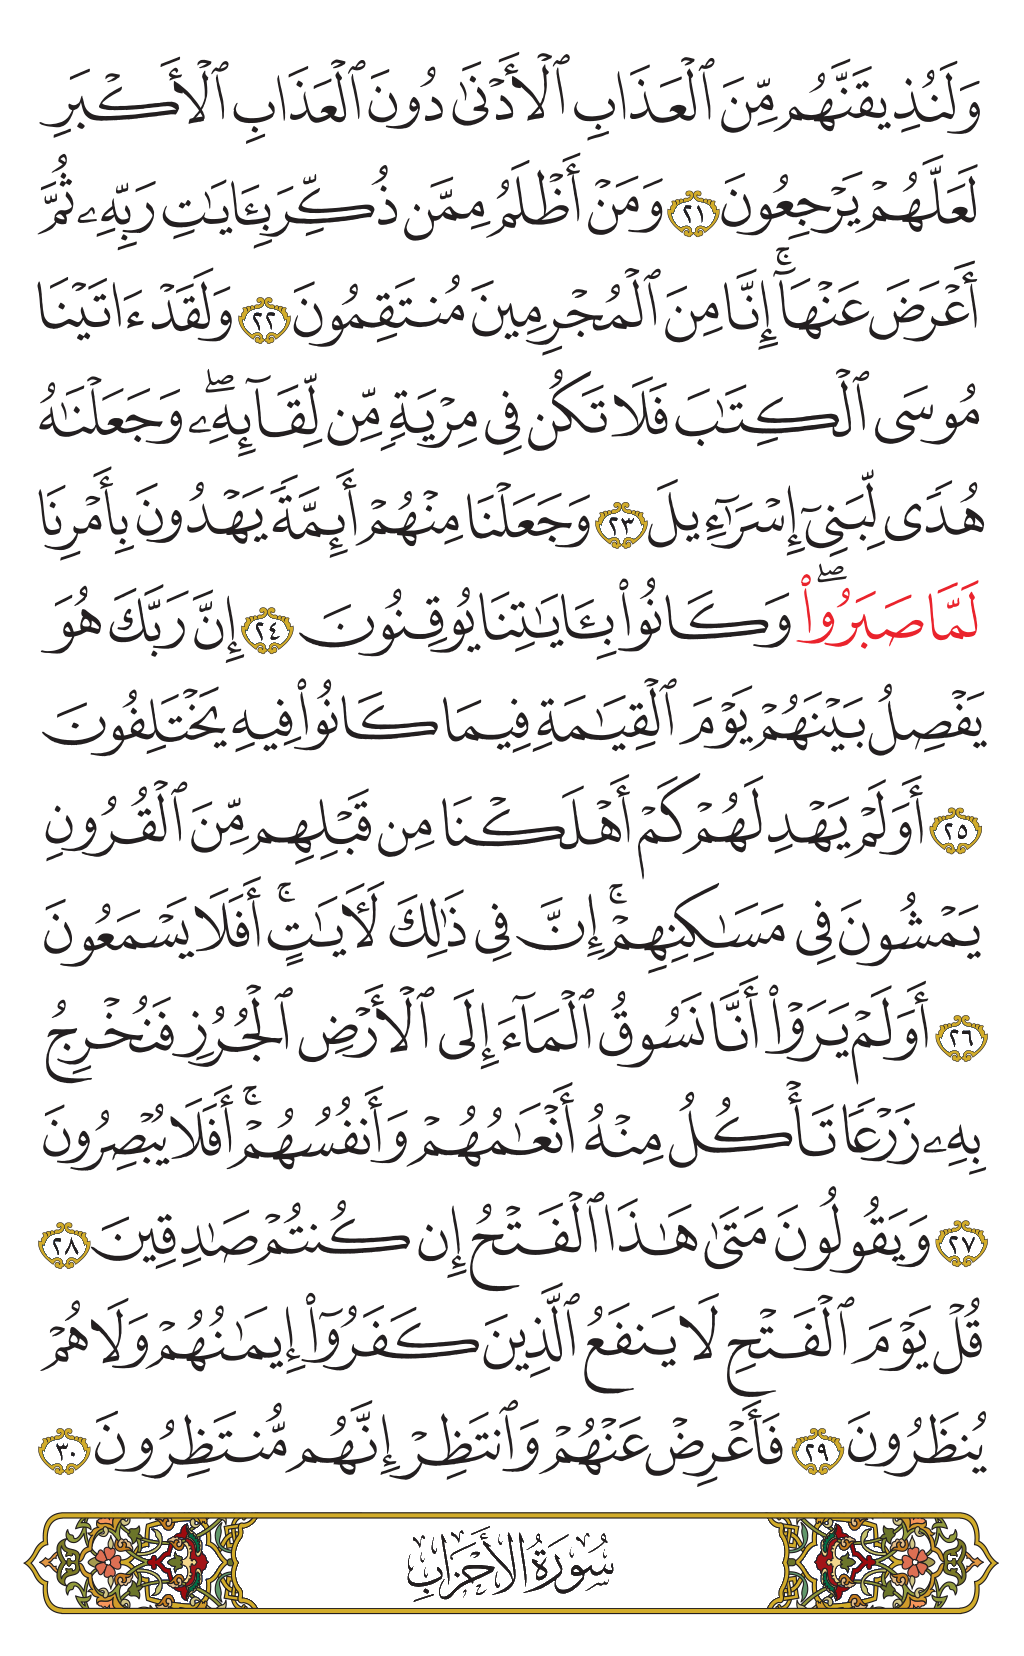 وَلَنُذِيقَنَّهُم مِّنَ ٱلْعَذَابِ ٱلْأَدْنَىٰ دُونَ ٱلْعَذَابِ ٱلْأَكْبَرِ
لَعَلَّهُمْ يَرْجِعُونَ ٢١ وَمَنْ أَظْلَمُ مِمَّن ذُكِّرَ بِـَٔايَـٰتِ رَبِّهِۦ ثُمَّ
أَعْرَضَ عَنْهَآ ۚ إِنَّا مِنَ ٱلْمُجْرِمِينَ مُنتَقِمُونَ ٢٢ وَلَقَدْ ءَاتَيْنَا
مُوسَى ٱلْكِتَـٰبَ فَلَا تَكُن فِى مِرْيَةٍ مِّن لِّقَآئِهِۦ ۖ وَجَعَلْنَـٰهُ
هُدًى لِّبَنِىٓ إِسْرَٰٓءِيلَ ٢٣ وَجَعَلْنَا مِنْهُمْ أَئِمَّةً يَهْدُونَ بِأَمْرِنَا
لَمَّا صَبَرُوا۟ ۖ وَكَانُوا۟ بِـَٔايَـٰتِنَا يُوقِنُونَ ٢٤ إِنَّ رَبَّكَ هُوَ
يَفْصِلُ بَيْنَهُمْ يَوْمَ ٱلْقِيَـٰمَةِ فِيمَا كَانُوا۟ فِيهِ يَخْتَلِفُونَ
٢٥ أَوَلَمْ يَهْدِ لَهُمْ كَمْ أَهْلَكْنَا مِن قَبْلِهِم مِّنَ ٱلْقُرُونِ
يَمْشُونَ فِى مَسَـٰكِنِهِمْ ۚ إِنَّ فِى ذَٰلِكَ لَـَٔايَـٰتٍ ۚ أَفَلَا يَسْمَعُونَ
٢٦ أَوَلَمْ يَرَوْا۟ أَنَّا نَسُوقُ ٱلْمَآءَ إِلَى ٱلْأَرْضِ ٱلْجُرُزِ فَنُخْرِجُ
بِهِۦ زَرْعًا تَأْكُلُ مِنْهُ أَنْعَـٰمُهُمْ وَأَنفُسُهُمْ ۚ أَفَلَا يُبْصِرُونَ
٢٧ وَيَقُولُونَ مَتَىٰ هَـٰذَا ٱلْفَتْحُ إِن كُنتُمْ صَـٰدِقِينَ ٢٨
قُلْ يَوْمَ ٱلْفَتْحِ لَا يَنفَعُ ٱلَّذِينَ كَفَرُوٓا۟ إِيمَـٰنُهُمْ وَلَا هُمْ
يُنظَرُونَ ٢٩ فَأَعْرِضْ عَنْهُمْ وَٱنتَظِرْ إِنَّهُم مُّنتَظِرُونَ ٣٠
سُورَةُ الأَحْزَابِ